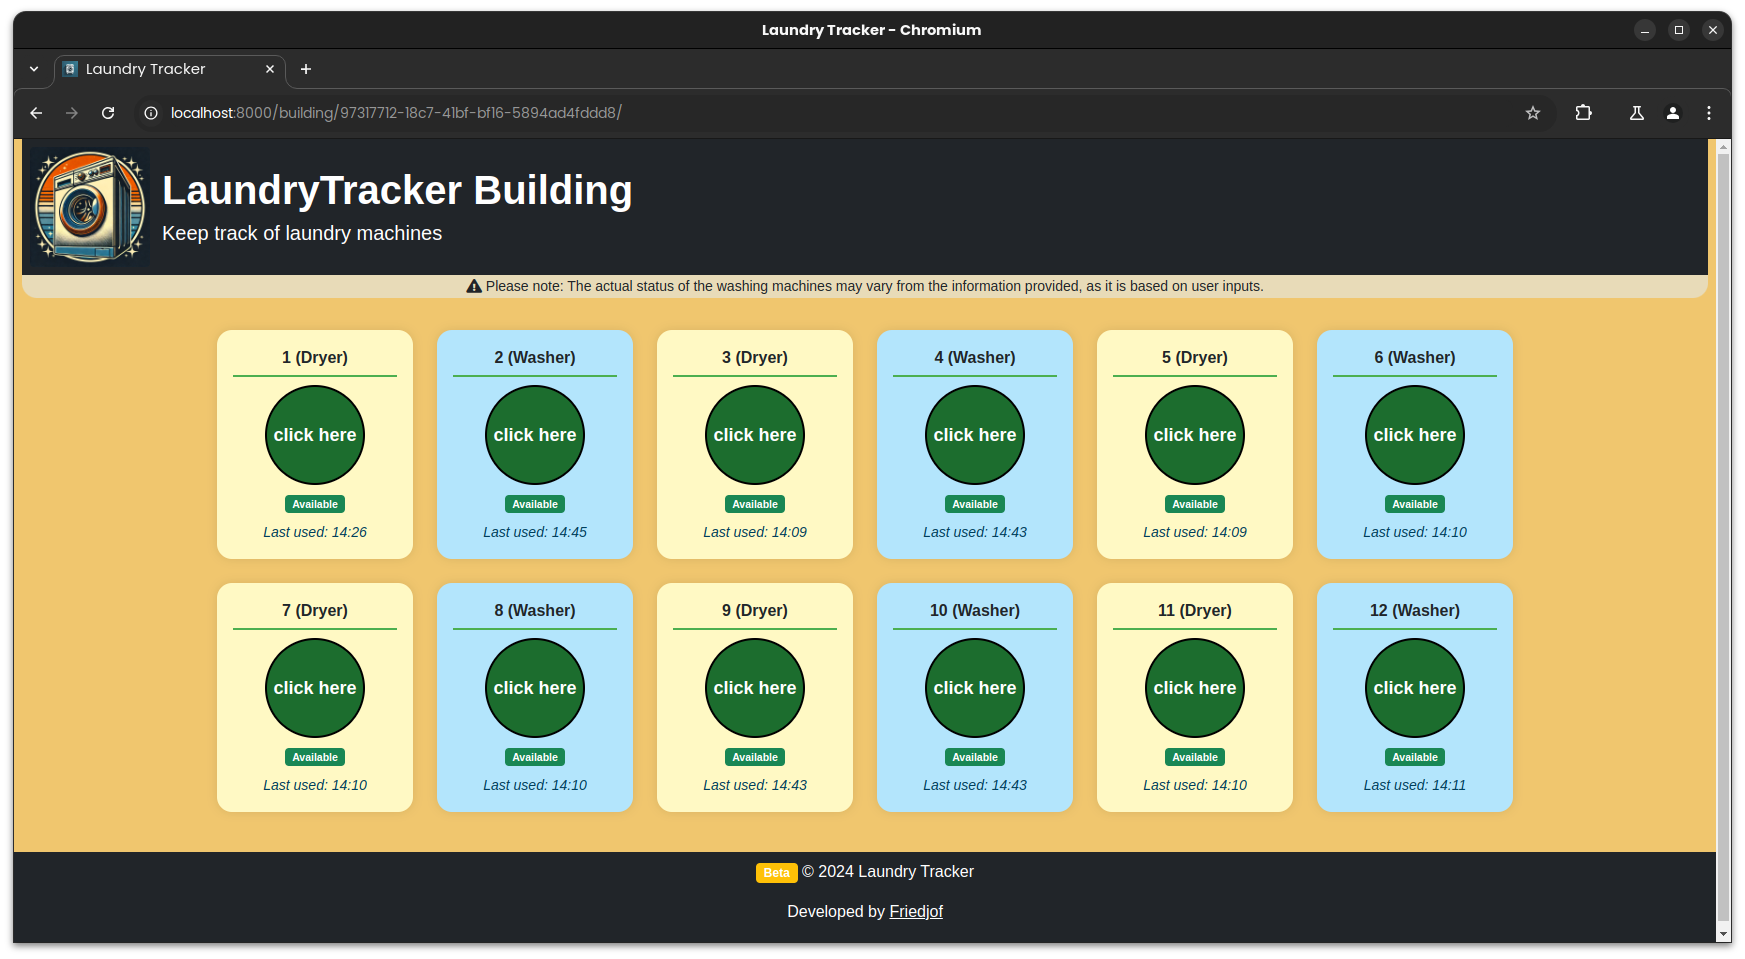 Laundry Tracker - Chromium
Laundry Tracker
localhost:8000/building/97317712-18c7-41bf-bf16-5894ad4fddd8/
LaundryTracker Building
Keep track of laundry machines
Please note: The actual status of the washing machines may vary from the information provided, as it is based on user inputs.
1 (Dryer)
click here
Available
Last used: 14:26
2 (Washer)
click here
Available
Last used: 14:45
3 (Dryer)
click here
Available
Last used: 14:09
4 (Washer)
click here
Available
Last used: 14:43
5 (Dryer)
click here
Available
Last used: 14:09
6 (Washer)
click here
Available
Last used: 14:10
7 (Dryer)
click here
Available
Last used: 14:10
8 (Washer)
click here
Available
Last used: 14:10
9 (Dryer)
click here
Available
Last used: 14:43
10 (Washer)
click here
Available
Last used: 14:43
11 (Dryer)
click here
Available
Last used: 14:10
12 (Washer)
click here
Available
Last used: 14:11
Beta © 2024 Laundry Tracker
Developed by Friedjof